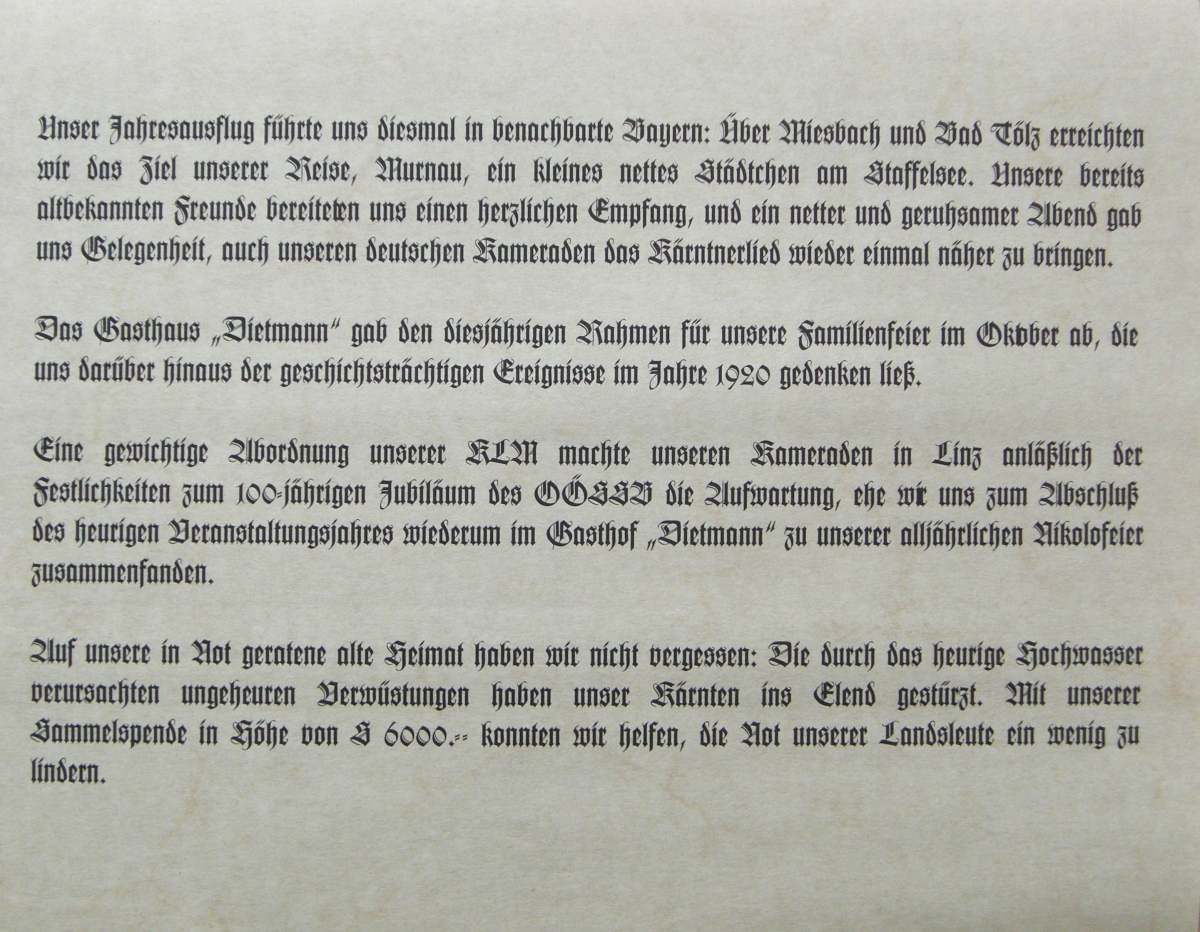 Unser Jahresausflug führte uns diesmal in benachbarte Bayern: Über Miesbach und Bad Tölz erreichten
wir das Ziel unserer Reise, Murnau, ein kleines nettes Städtchen am Staffelsee. Unsere bereits
altbekannten Freunde bereiteten uns einen herzlichen Empfang, und ein netter und geruhsamer Abend gab
uns Gelegenheit, auch unseren deutschen Kameraden das Kärntnerlied wieder einmal näher zu bringen.
Das Gasthaus „Dietmann“ gab den diesjährigen Rahmen für unsere Familienfeier im Oktober ab, die
uns darüber hinaus der geschichtsträchtigen Ereignisse im Jahre 1920 gedenken ließ.
Eine gewichtige Abordnung unserer KLM machte unseren Kameraden in Linz anläßlich der
Festlichkeiten zum 100-jährigen Jubiläum des OÖSSB die Aufwartung, ehe wir uns zum Abschluß
des heurigen Veranstaltungsjahres wiederum im Gasthof „Dietmann“ zu unserer alljährlichen Nikolofeier
zusammenfanden.
Auf unsere in Not geratene alte Heimat haben wir nicht vergessen: Die durch das heurige Hochwasser
verursachten ungeheuren Verwüstungen haben unser Kärnten ins Elend gestürzt. Mit unserer
Sammelspende in Höhe von S 6000.-- konnten wir helfen, die Not unserer Landsleute ein wenig zu
lindern.